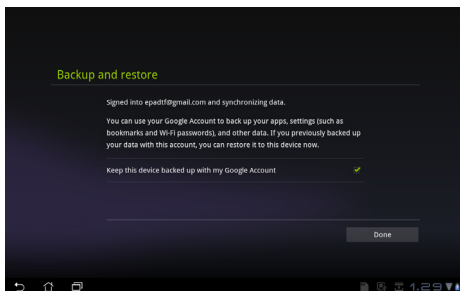 Backup and restore
Signed into epadtf@gmail.com and synchronizing data.
You can use your Google Account to back up your apps, settings (such as
bookmarks and Wi-Fi passwords), and other data. If you previously backed up
your data with this account, you can restore it to this device now.
Keep this device backed up with my Google Account
Done
1:29